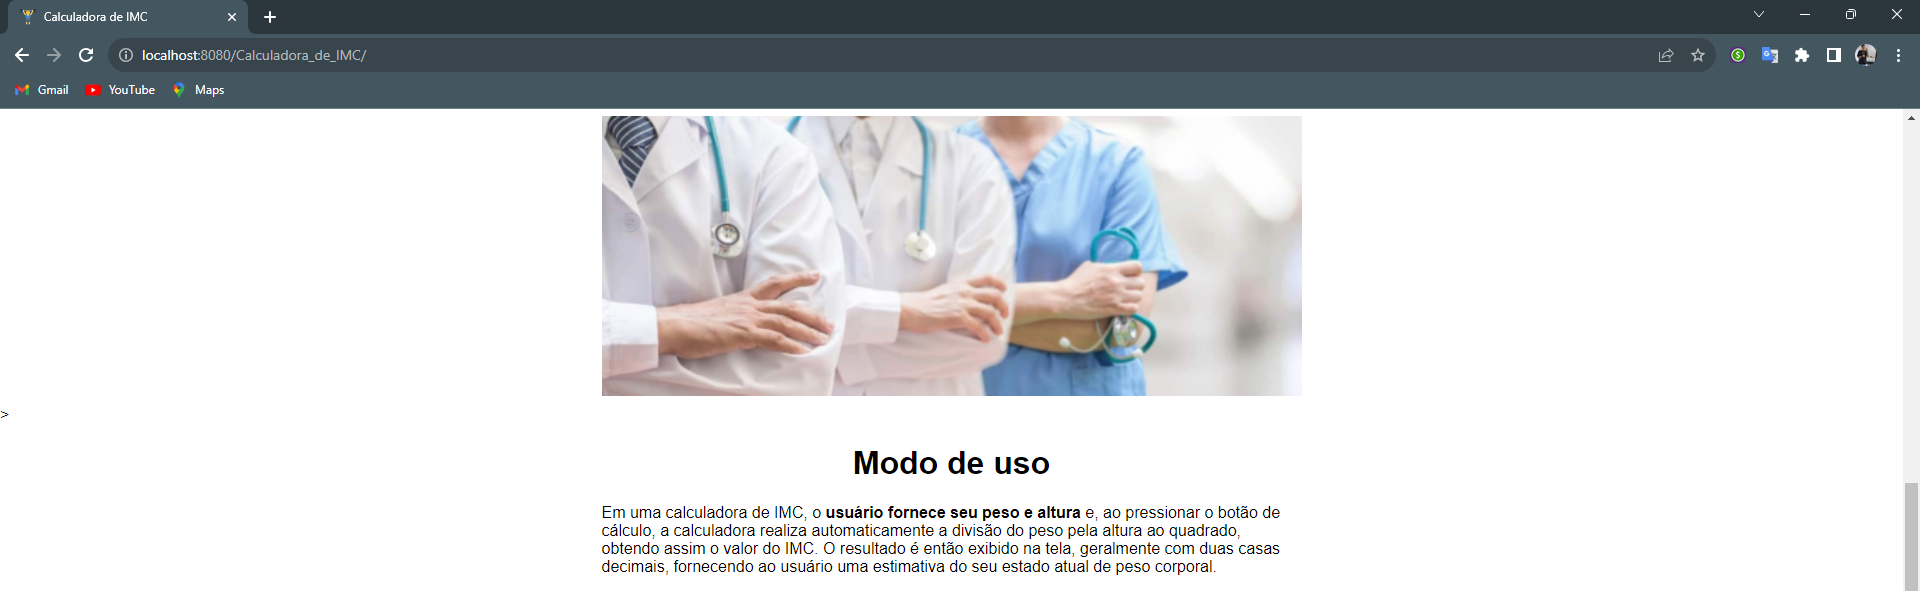 Calculadora de IMC
localhost:8080/Calculadora_de_IMC/
Gmail YouTube Maps
>
Modo de uso
Em uma calculadora de IMC, o usuário fornece seu peso e altura e, ao pressionar o botão de
cálculo, a calculadora realiza automaticamente a divisão do peso pela altura ao quadrado,
obtendo assim o valor do IMC. O resultado é então exibido na tela, geralmente com duas casas
decimais, fornecendo ao usuário uma estimativa do seu estado atual de peso corporal.